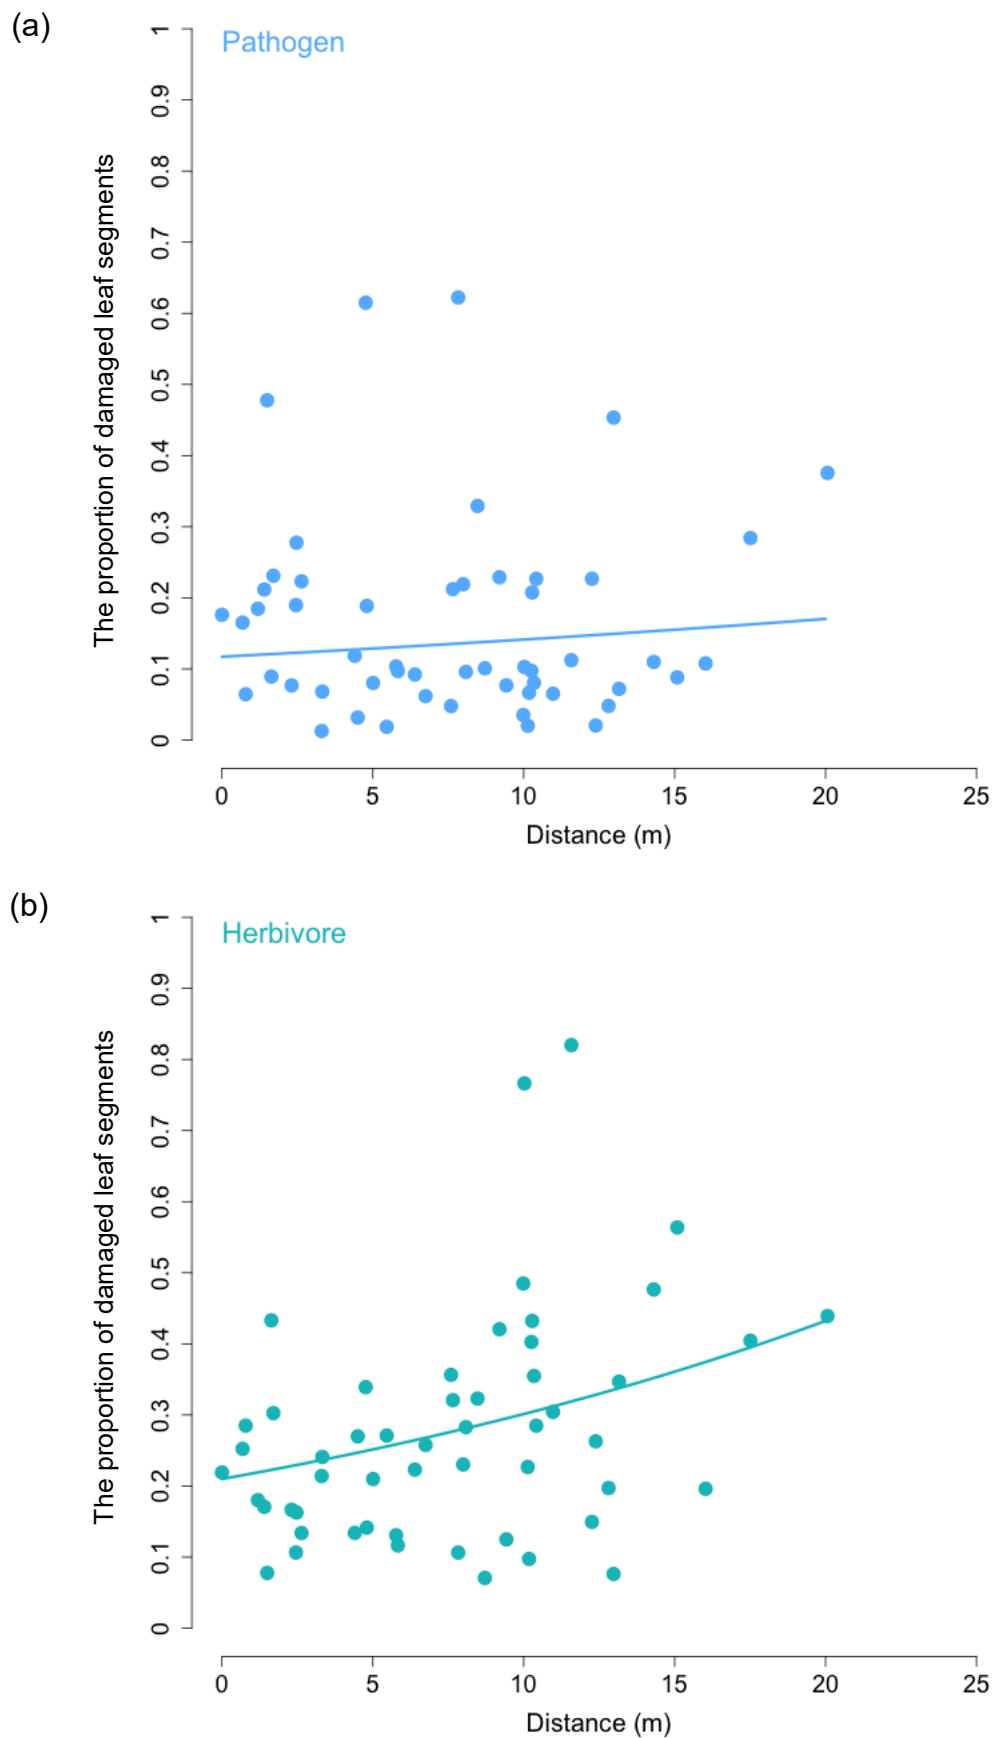 (a)
Pathogen
The proportion of damaged leaf segments
1
0.9
0.8
0.7
0.6
0.5
0.4
0.3
0.2
0.1
0
0 5 10 15 20 25
Distance (m)
(b)
Herbivore
The proportion of damaged leaf segments
1
0.9
0.8
0.7
0.6
0.5
0.4
0.3
0.2
0.1
0
0 5 10 15 20 25
Distance (m)